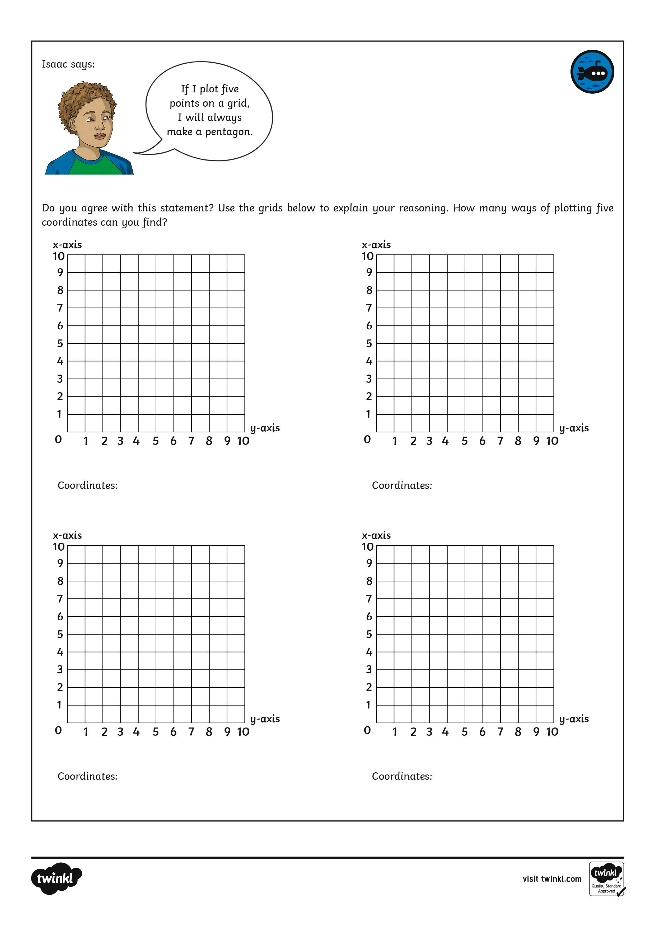 Isaac says:
If I plot five
points on a grid,
I will always
make a pentagon.
Do you agree with this statement? Use the grids below to explain your reasoning. How many ways of plotting five
coordinates can you find?
x-axis
10
9
8
7
6
5
4
3
2
1
0 1 2 3 4 5 6 7 8 9 10
y-axis
Coordinates:
x-axis
10
9
8
7
6
5
4
3
2
1
0 1 2 3 4 5 6 7 8 9 10
y-axis
Coordinates:
x-axis
10
9
8
7
6
5
4
3
2
1
0 1 2 3 4 5 6 7 8 9 10
y-axis
Coordinates:
x-axis
10
9
8
7
6
5
4
3
2
1
0 1 2 3 4 5 6 7 8 9 10
y-axis
Coordinates:
twinkl
visit twinkl.com
twinkl
Quality Standard
Approved